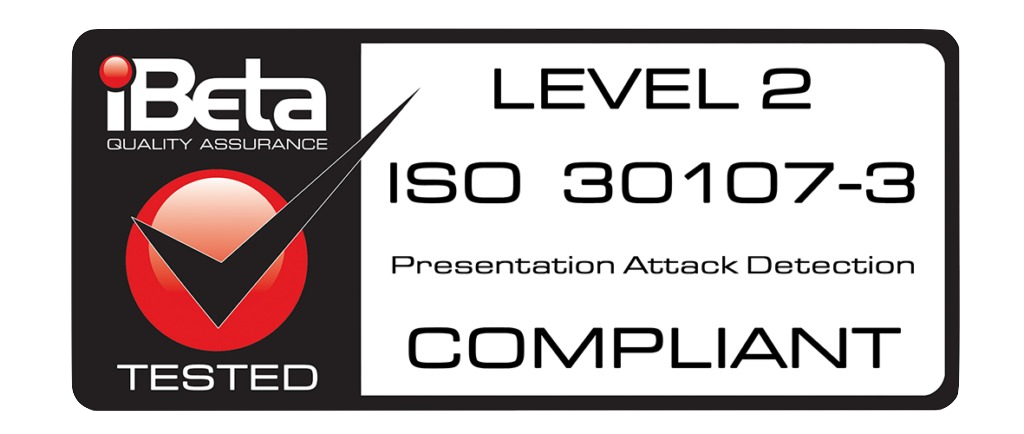 iBeta
QUALITY ASSURANCE
TESTED
LEVEL 2
ISO 30107-3
Presentation Attack Detection
COMPLIANT